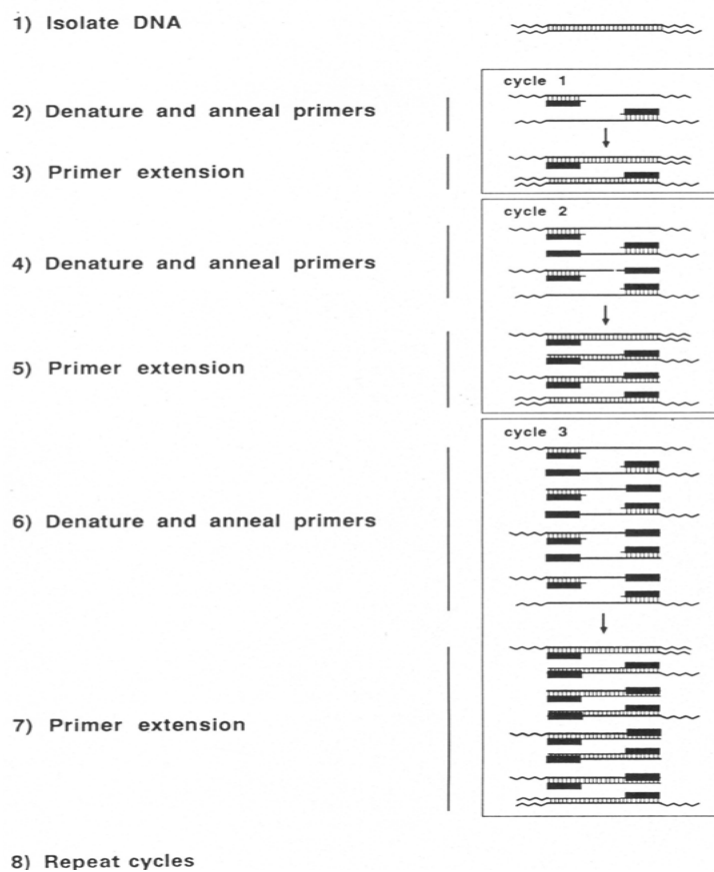 1) Isolate DNA
cycle 1
2) Denature and anneal primers
3) Primer extension
cycle 2
4) Denature and anneal primers
5) Primer extension
cycle 3
6) Denature and anneal primers
7) Primer extension
8) Repeat cycles